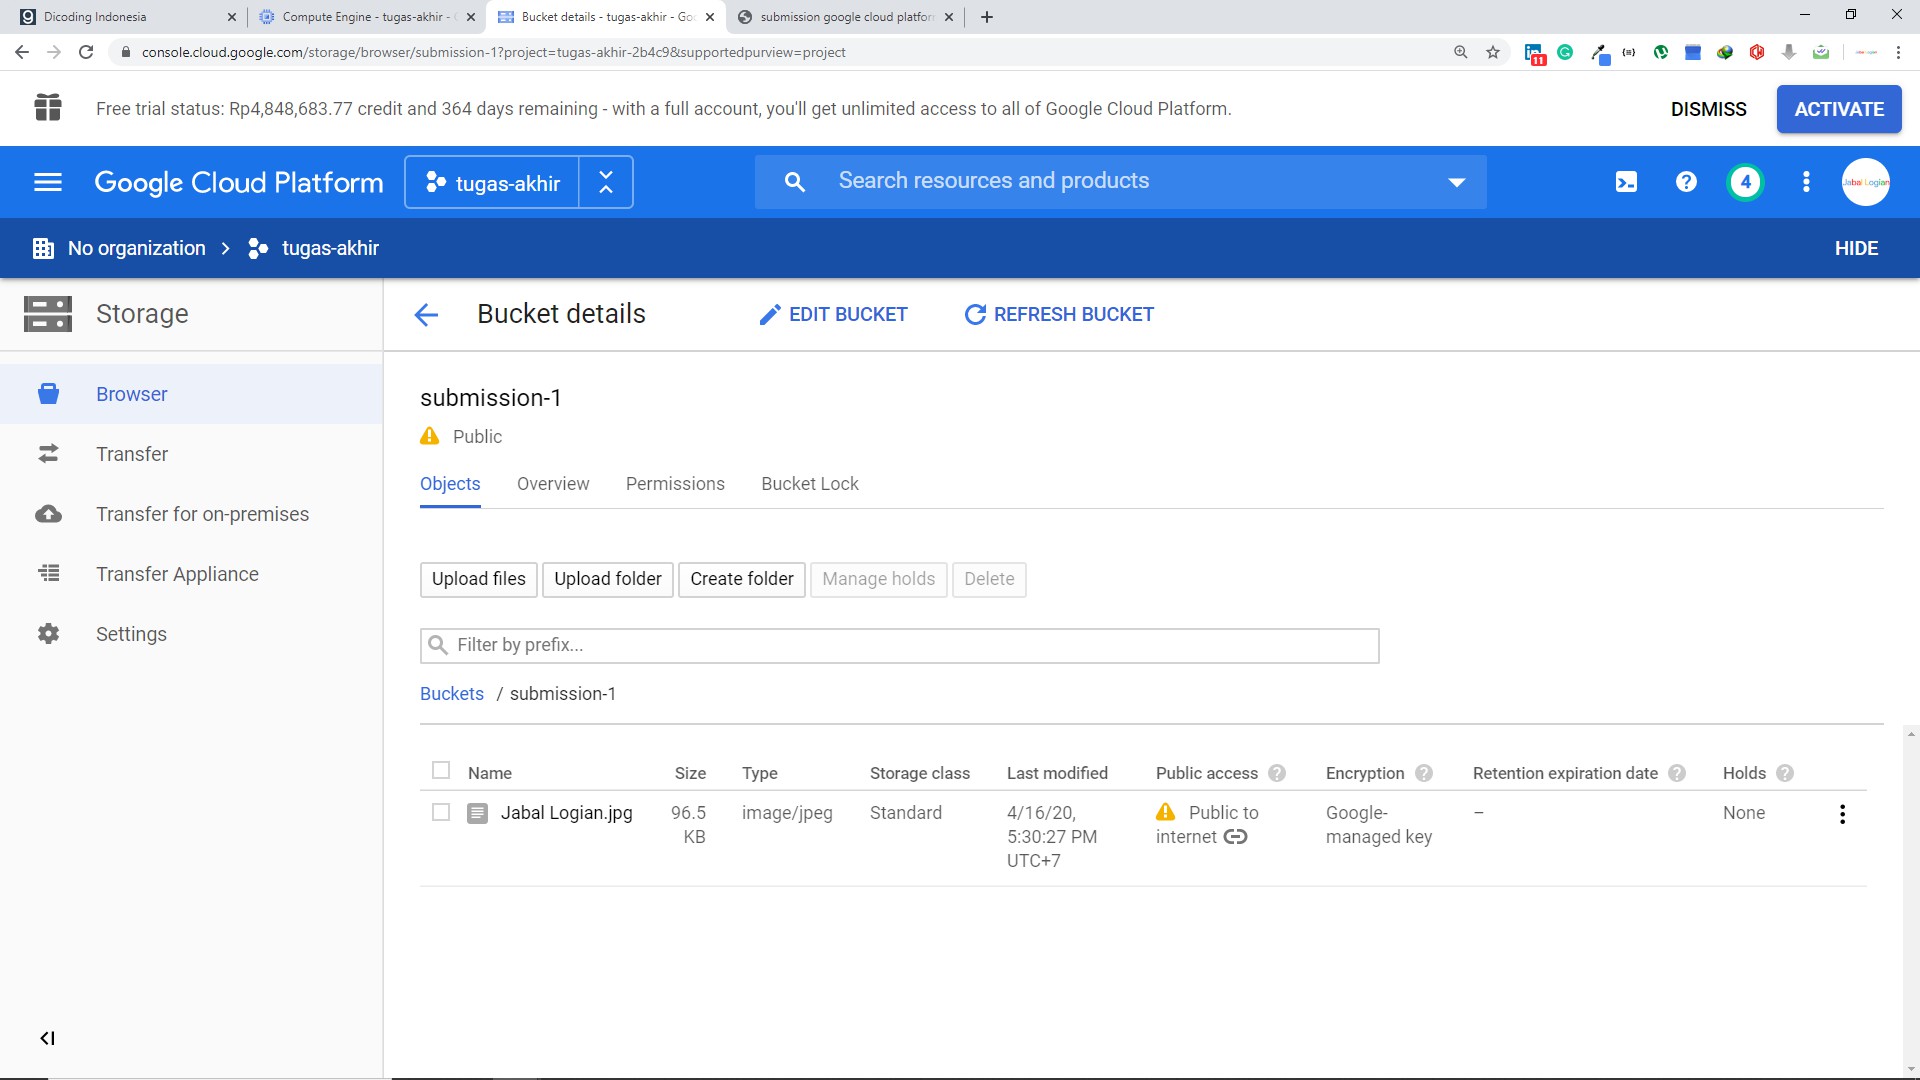 Dicoding Indonesia
Compute Engine - tugas-akhir -
Bucket details - tugas-akhir - Goo
submission google cloud platfor
console.cloud.google.com/storage/browser/submission-1?project=tugas-akhir-2b4c9&supportedpurview=project
11
Free trial status: Rp4,848,683.77 credit and 364 days remaining - with a full account, you'll get unlimited access to all of Google Cloud Platform.
DISMISS
ACTIVATE
Google Cloud Platform
tugas-akhir
Search resources and products
4
Jabal Logian
No organization
tugas-akhir
HIDE
Storage
Bucket details
EDIT BUCKET
REFRESH BUCKET
Browser
Transfer
Transfer for on-premises
Transfer Appliance
Settings
submission-1
Public
Objects
Overview
Permissions
Bucket Lock
Upload files
Upload folder
Create folder
Manage holds
Delete
Filter by prefix...
Buckets / submission-1
Name
Size
Type
Storage class
Last modified
Public access
Encryption
Retention expiration date
Holds
Jabal Logian.jpg
96.5
KB
image/jpeg
Standard
4/16/20,
5:30:27 PM
UTC+7
Public to
internet
Google-
managed key
–
None